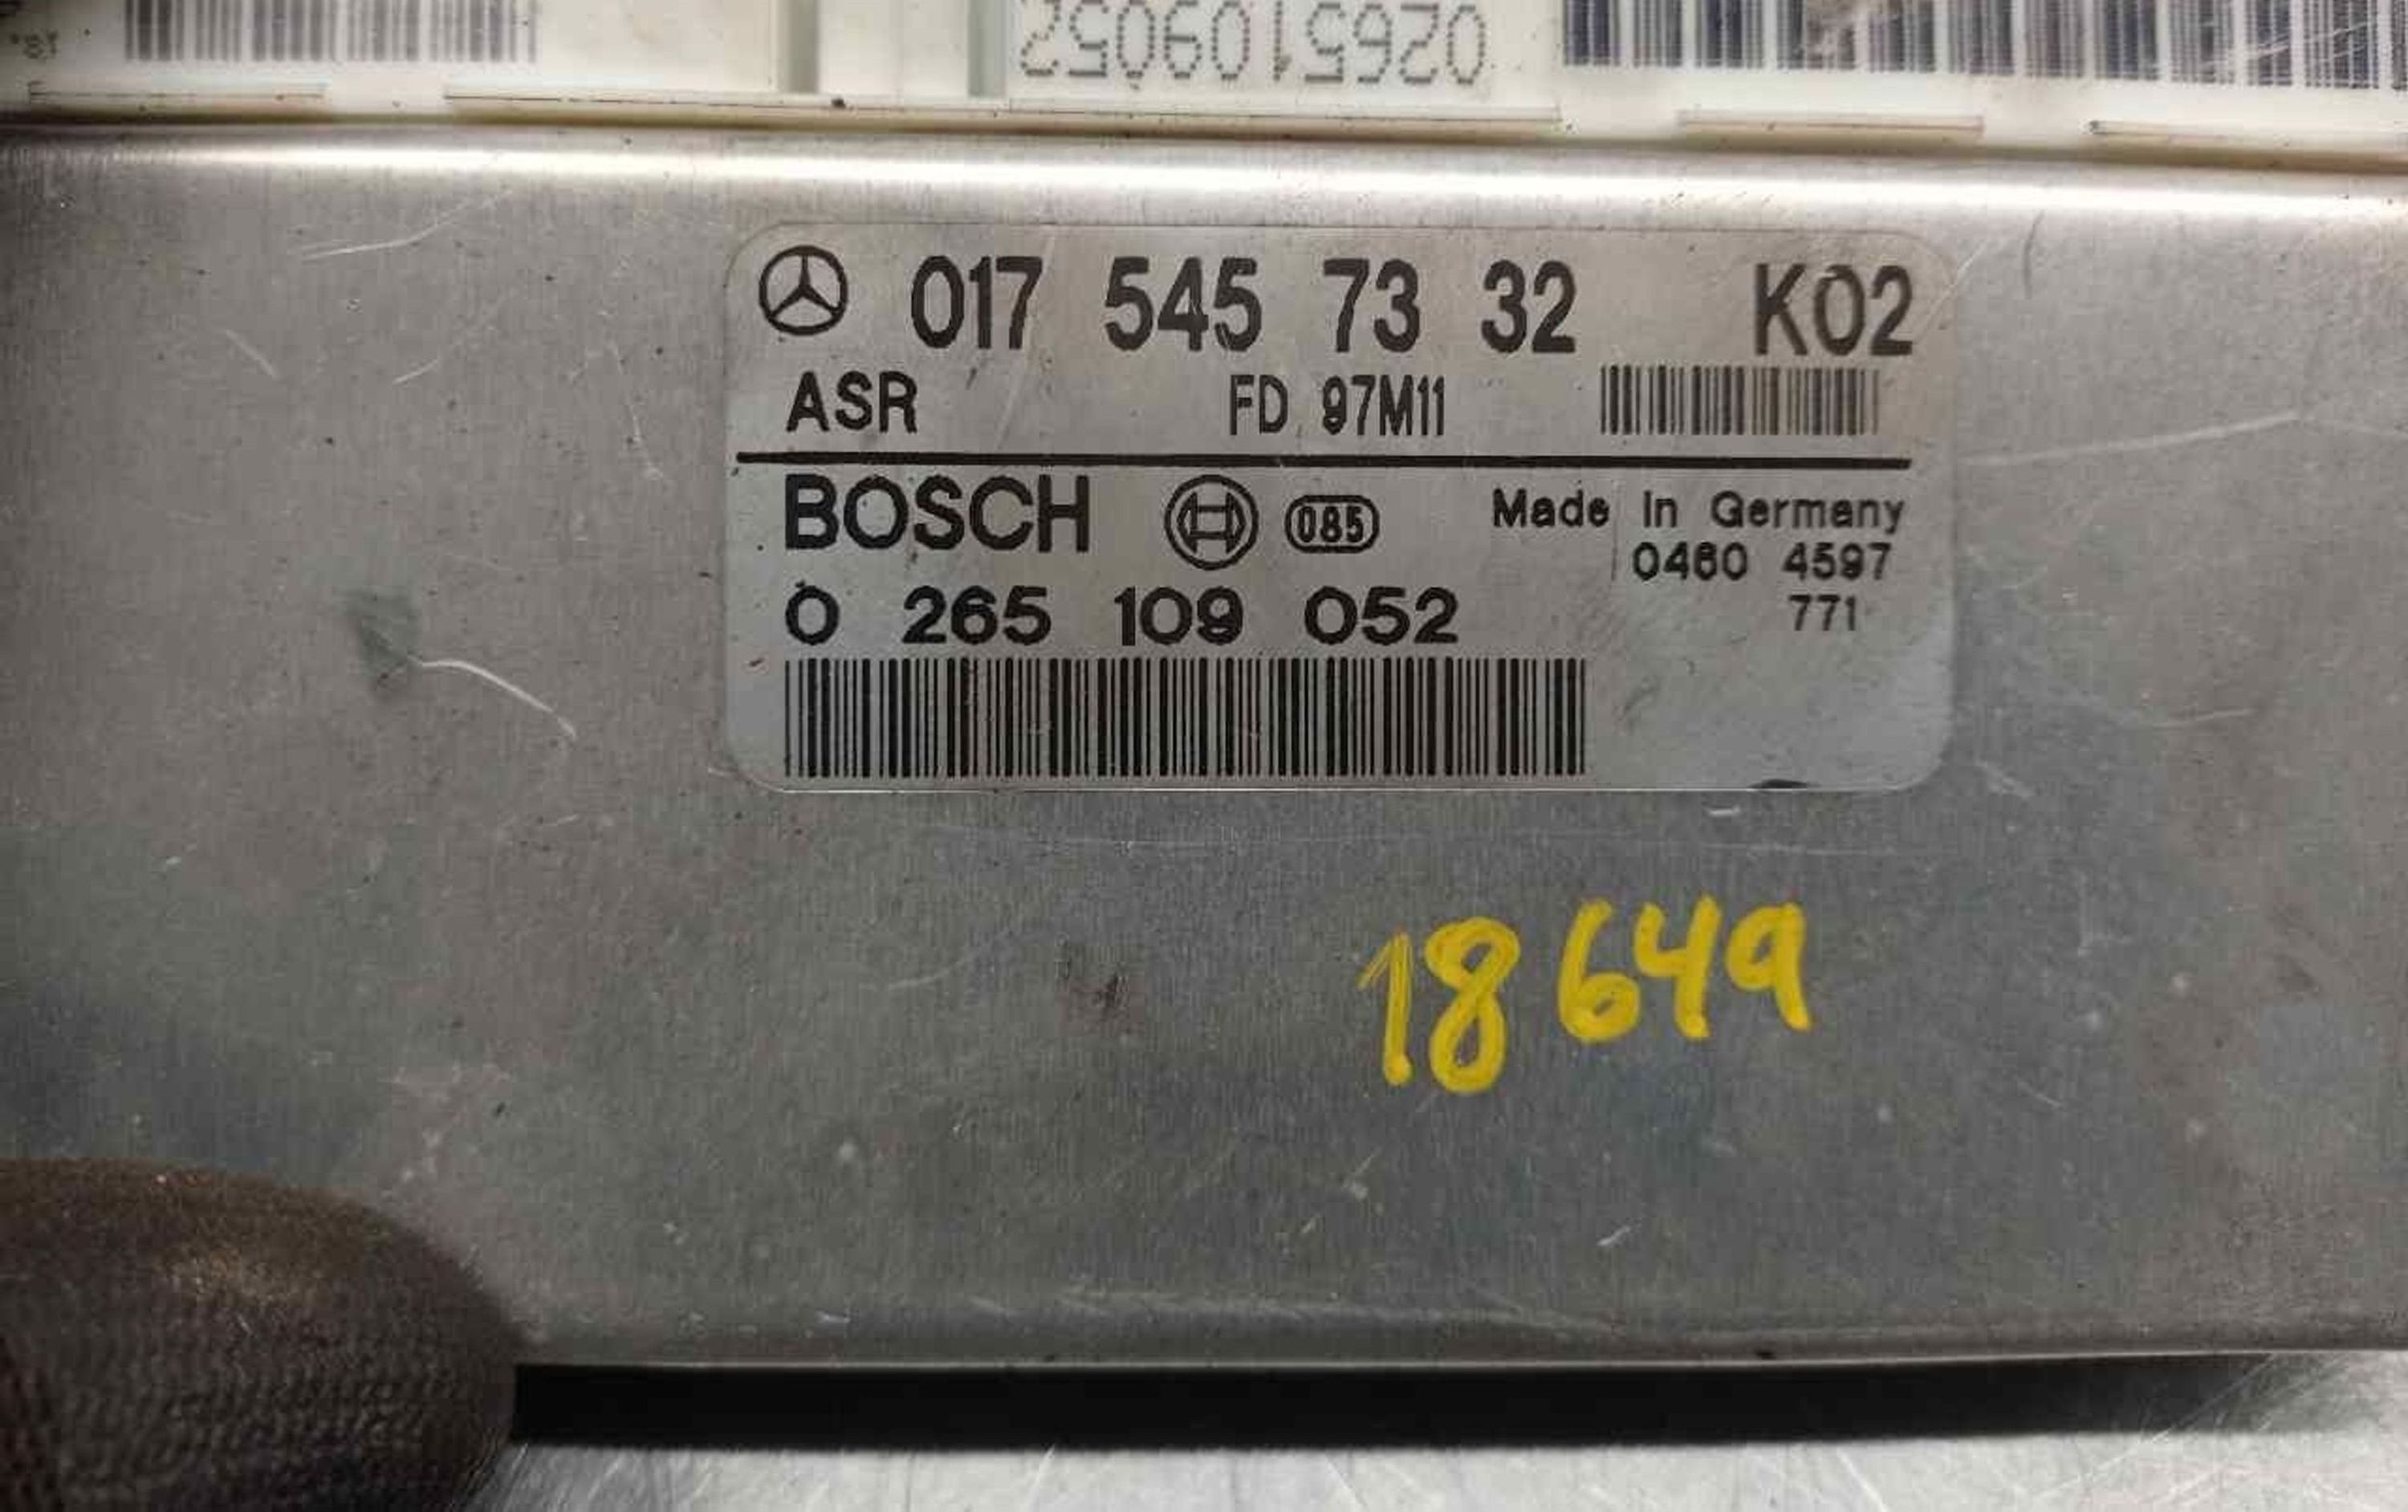 0265109052
017 545 73 32 K02
ASR FD 97M11
BOSCH 085 Made In Germany
0460 4597
0 265 109 052 771
18649